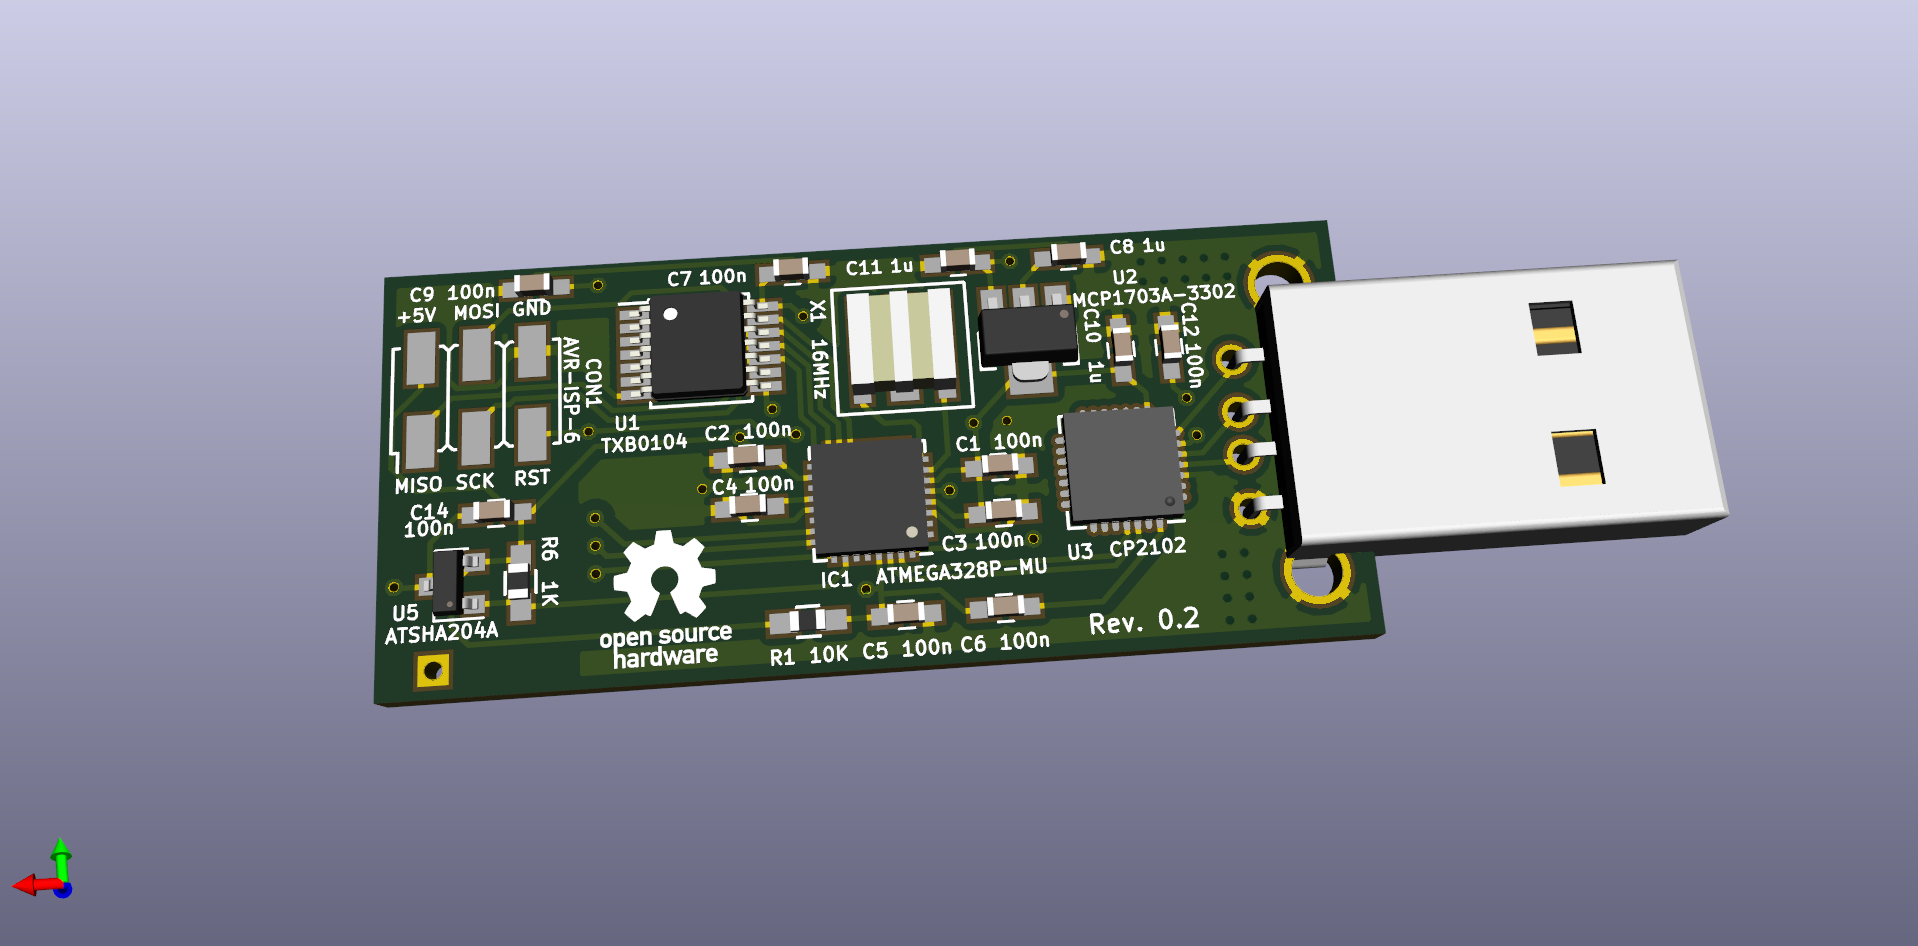 C9 100n
+5V MOSI GND
C7 100n
C11 1u
C8 1u
U2
MCP1703A-3302
X1 16MHz
C10 1u
C12 100n
CON1
AVR-ISP-6
U1
TXB0104
C2 100n
C1 100n
MISO SCK RST
C4 100n
C14
100n
R6 1K
C3 100n
U3 CP2102
IC1 ATMEGA328P-MU
U5
ATSHA204A
open source
hardware
Rev. 0.2
R1 10K C5 100n C6 100n